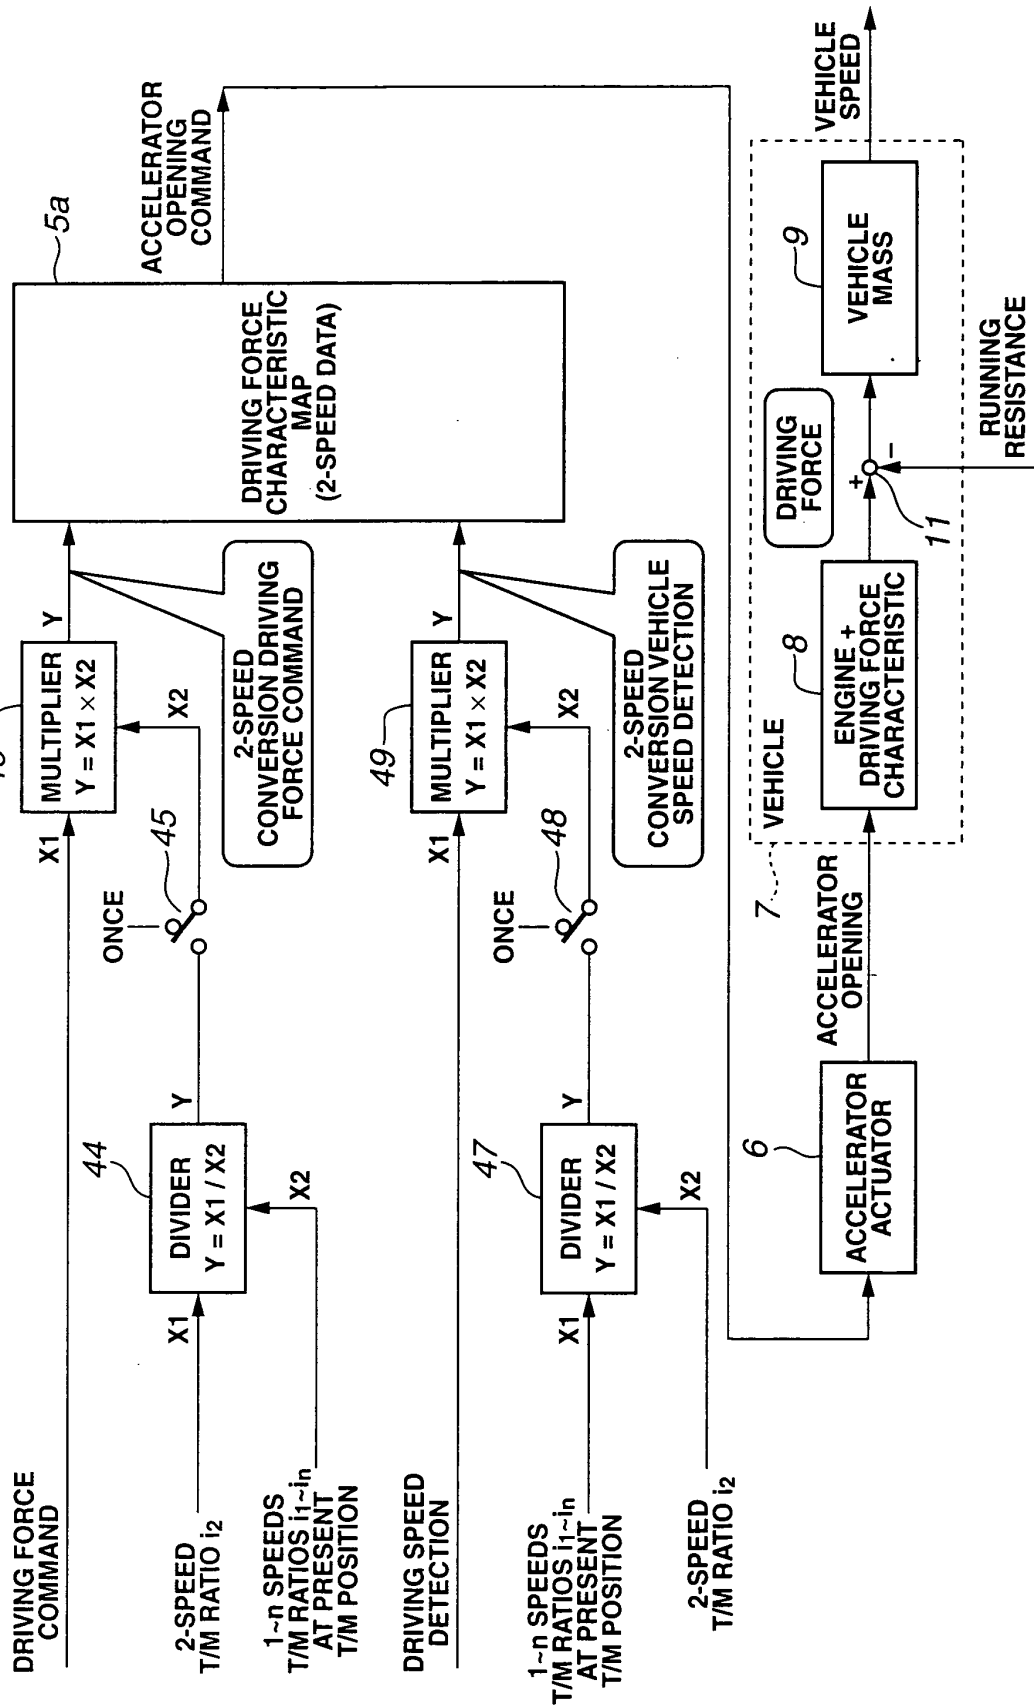 DRIVING FORCE
COMMAND
2-SPEED
T/M RATIO i2
1~n SPEEDS
T/M RATIOS i1~in
AT PRESENT
T/M POSITION
X1
X2
44
DIVIDER
Y = X1 / X2
Y
ONCE
45
X1
X2
MULTIPLIER
Y = X1 × X2
Y
2-SPEED
CONVERSION DRIVING
FORCE COMMAND
DRIVING SPEED
DETECTION
1~n SPEEDS
T/M RATIOS i1~in
AT PRESENT
T/M POSITION
2-SPEED
T/M RATIO i2
X1
X2
47
DIVIDER
Y = X1 / X2
Y
ONCE
48
X1
X2
49
MULTIPLIER
Y = X1 × X2
Y
2-SPEED
CONVERSION VEHICLE
SPEED DETECTION
5a
DRIVING FORCE
CHARACTERISTIC
MAP
(2-SPEED DATA)
ACCELERATOR
OPENING
COMMAND
6
ACCELERATOR
ACTUATOR
ACCELERATOR
OPENING
7
VEHICLE
8
ENGINE +
DRIVING FORCE
CHARACTERISTIC
DRIVING
FORCE
+
−
11
RUNNING
RESISTANCE
9
VEHICLE
MASS
VEHICLE
SPEED